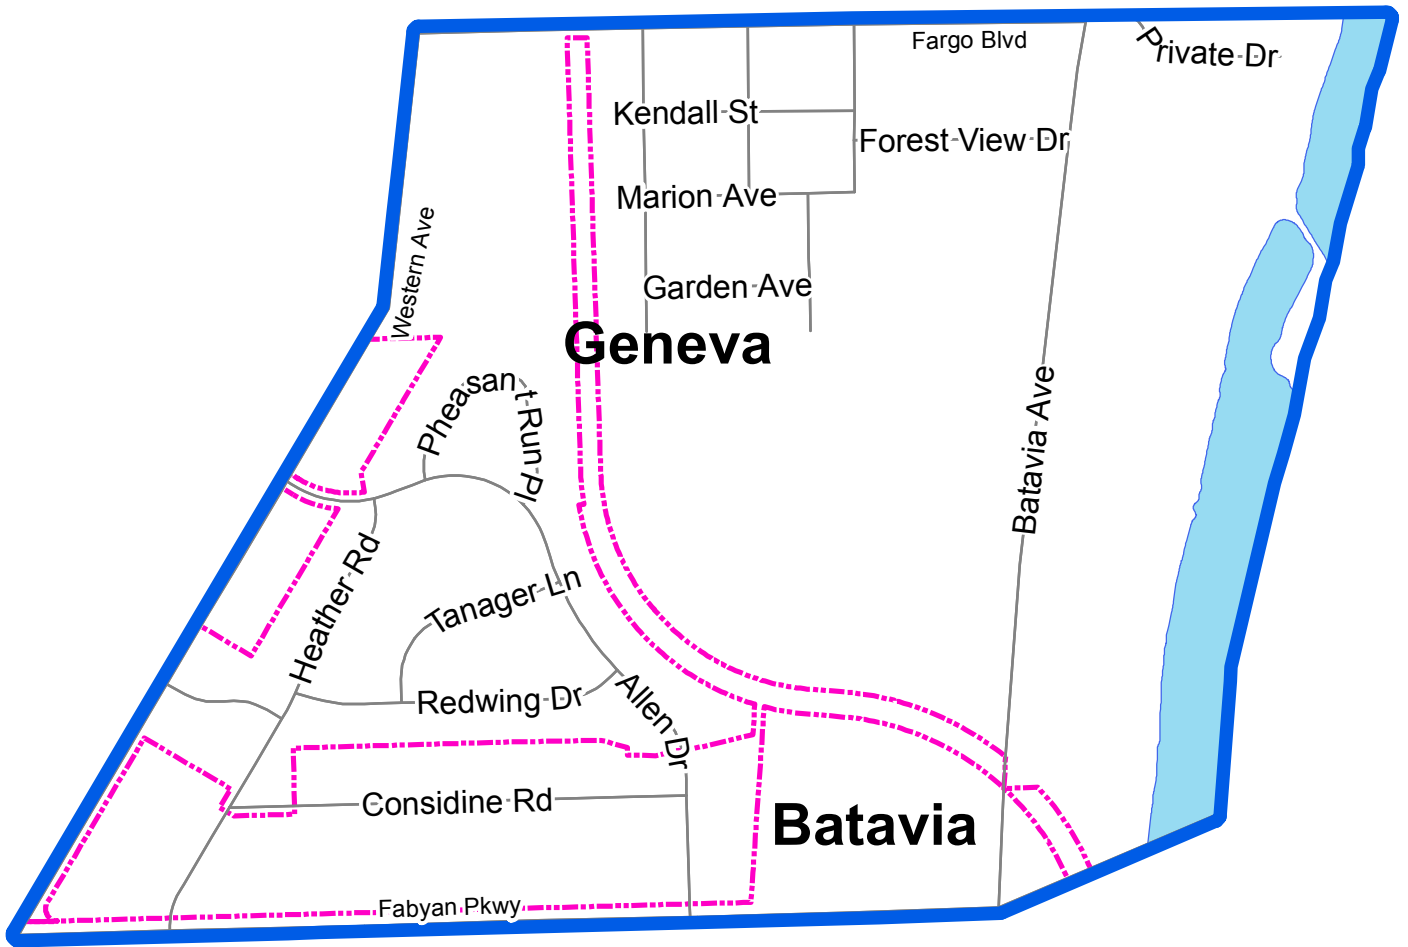 Fargo Blvd
Private Dr
Kendall St
Forest View Dr
Marion Ave
Western Ave
Garden Ave
Geneva
Pheasant Run Pl
Batavia Ave
Heather Rd
Tanager Ln
Redwing Dr
Allen Dr
Considine Rd
Batavia
Fabyan Pkwy